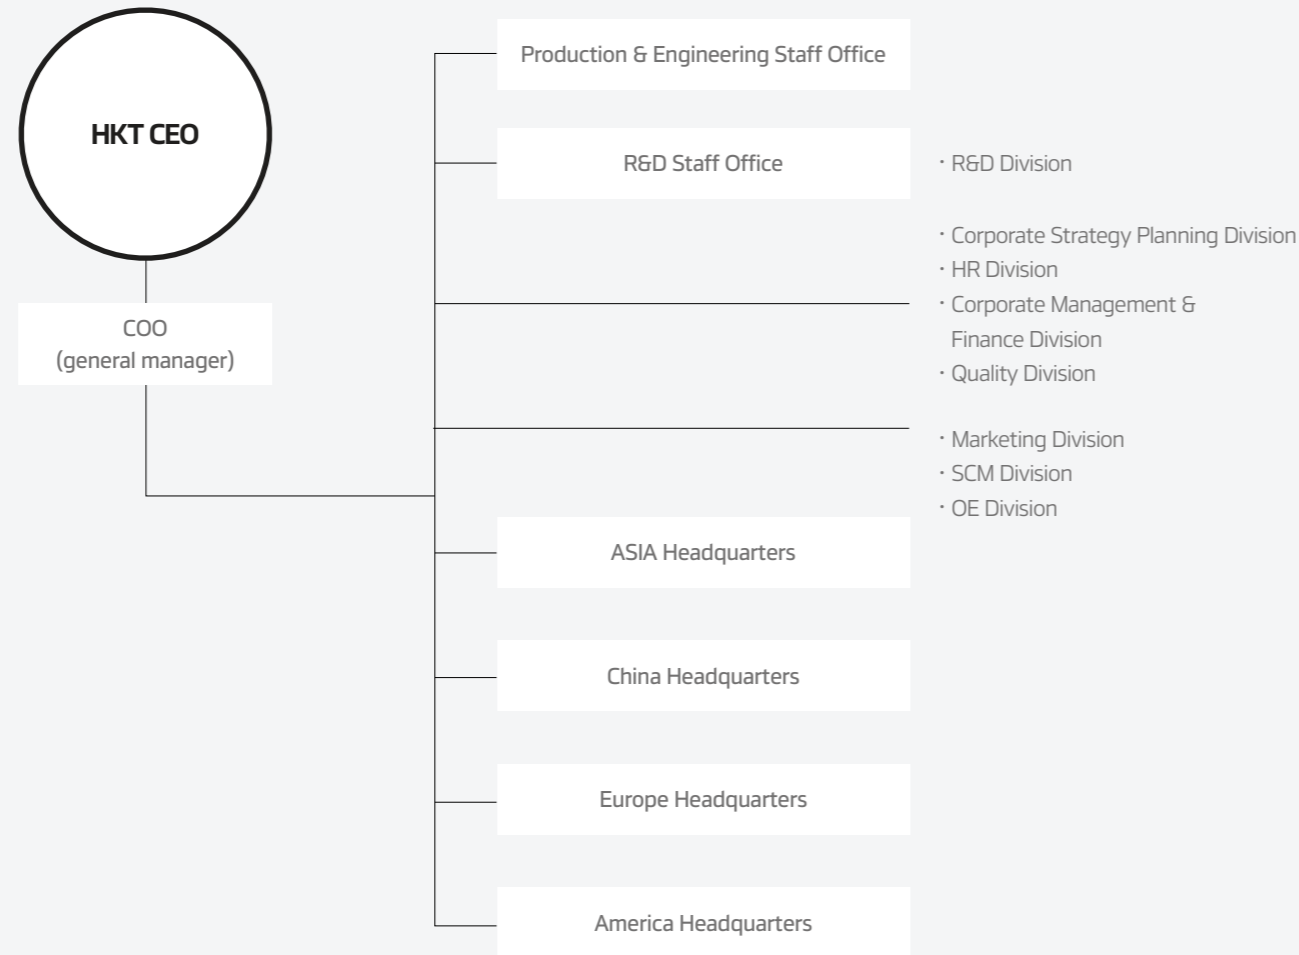 HKT CEO
COO
(general manager)
Production & Engineering Staff Office
R&D Staff Office
· R&D Division
· Corporate Strategy Planning Division
· HR Division
· Corporate Management &
Finance Division
· Quality Division
· Marketing Division
· SCM Division
· OE Division
ASIA Headquarters
China Headquarters
Europe Headquarters
America Headquarters